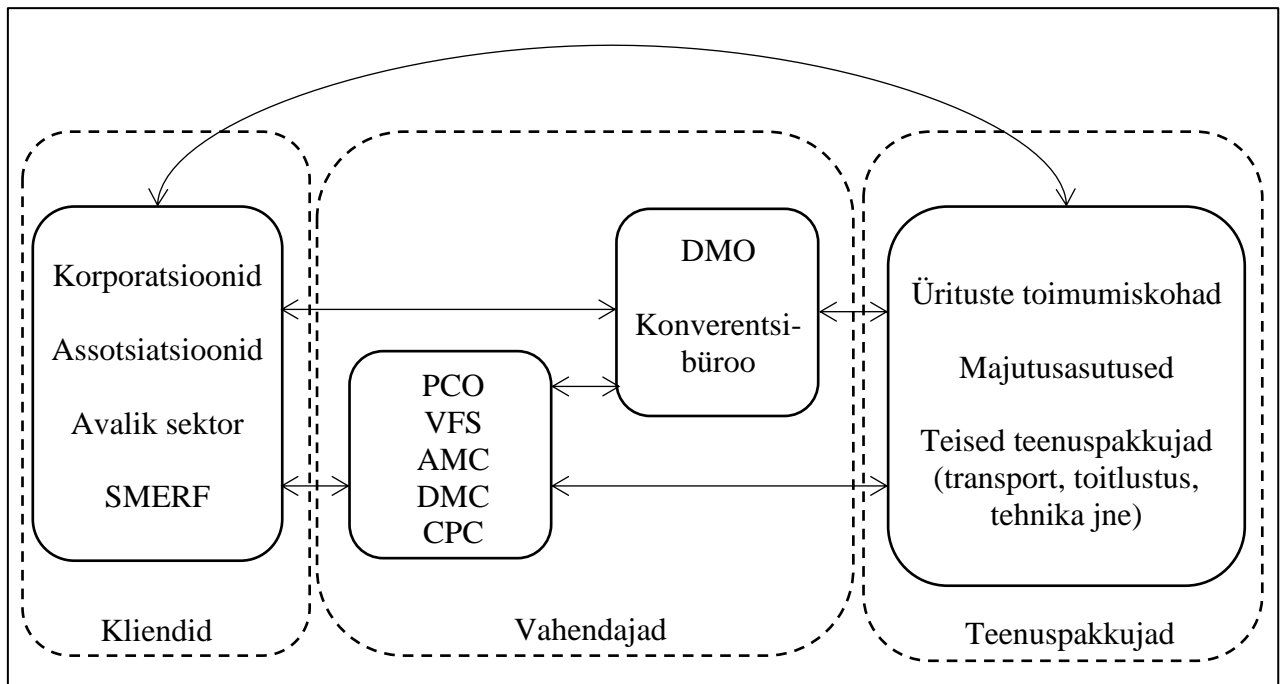 Korporatsioonid
Assotsiatsioonid
Avalik sektor
SMERF
Kliendid
DMO
Konverentsi-
büroo
PCO
VFS
AMC
DMC
CPC
Vahendajad
Ürituste toimumiskohad
Majutusasutused
Teised teenuspakkujad
(transport, toitlustus,
tehnika jne)
Teenuspakkujad